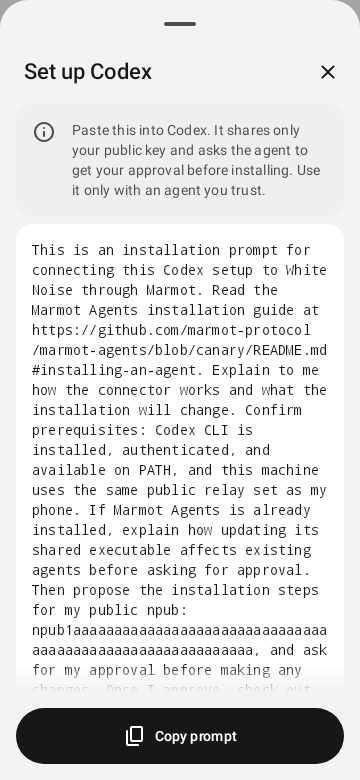 Set up Codex
Paste this into Codex. It shares only
your public key and asks the agent to
get your approval before installing. Use
it only with an agent you trust.
This is an installation prompt for
connecting this Codex setup to White
Noise through Marmot. Read the
Marmot Agents installation guide at
https://github.com/marmot-protocol
/marmot-agents/blob/canary/README.md
#installing-an-agent. Explain to me
how the connector works and what the
installation will change. Confirm
prerequisites: Codex CLI is
installed, authenticated, and
available on PATH, and this machine
uses the same public relay set as my
phone. If Marmot Agents is already
installed, explain how updating its
shared executable affects existing
agents before asking for approval.
Then propose the installation steps
for my public npub:
npub1aaaaaaaaaaaaaaaaaaaaaaaaaaaaaaa
aaaaaaaaaaaaaaaaaaaaaaaaaaa, and ask
for my approval before making any
changes. Once I approve, check out
Copy prompt